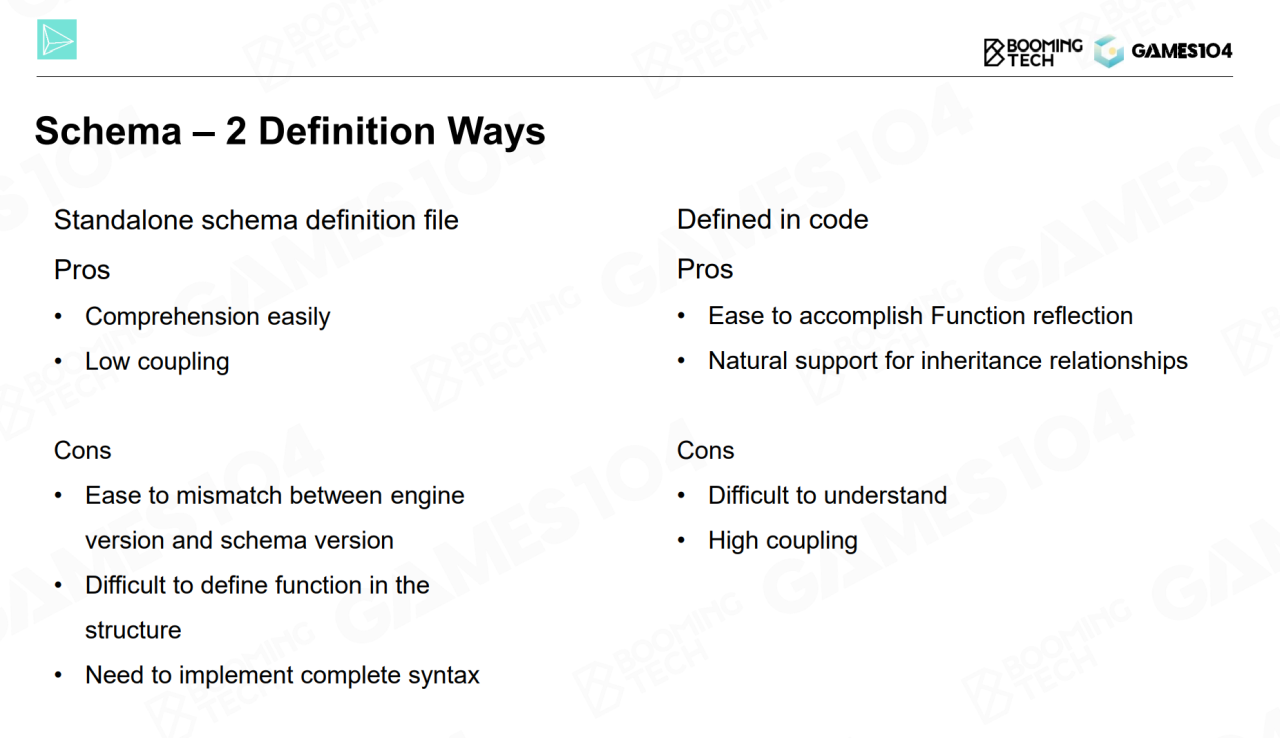 BOOMING
TECH
GAMES104
Schema – 2 Definition Ways
Standalone schema definition file
Pros
• Comprehension easily
• Low coupling
Cons
• Ease to mismatch between engine
version and schema version
• Difficult to define function in the
structure
• Need to implement complete syntax
Defined in code
Pros
• Ease to accomplish Function reflection
• Natural support for inheritance relationships
Cons
• Difficult to understand
• High coupling